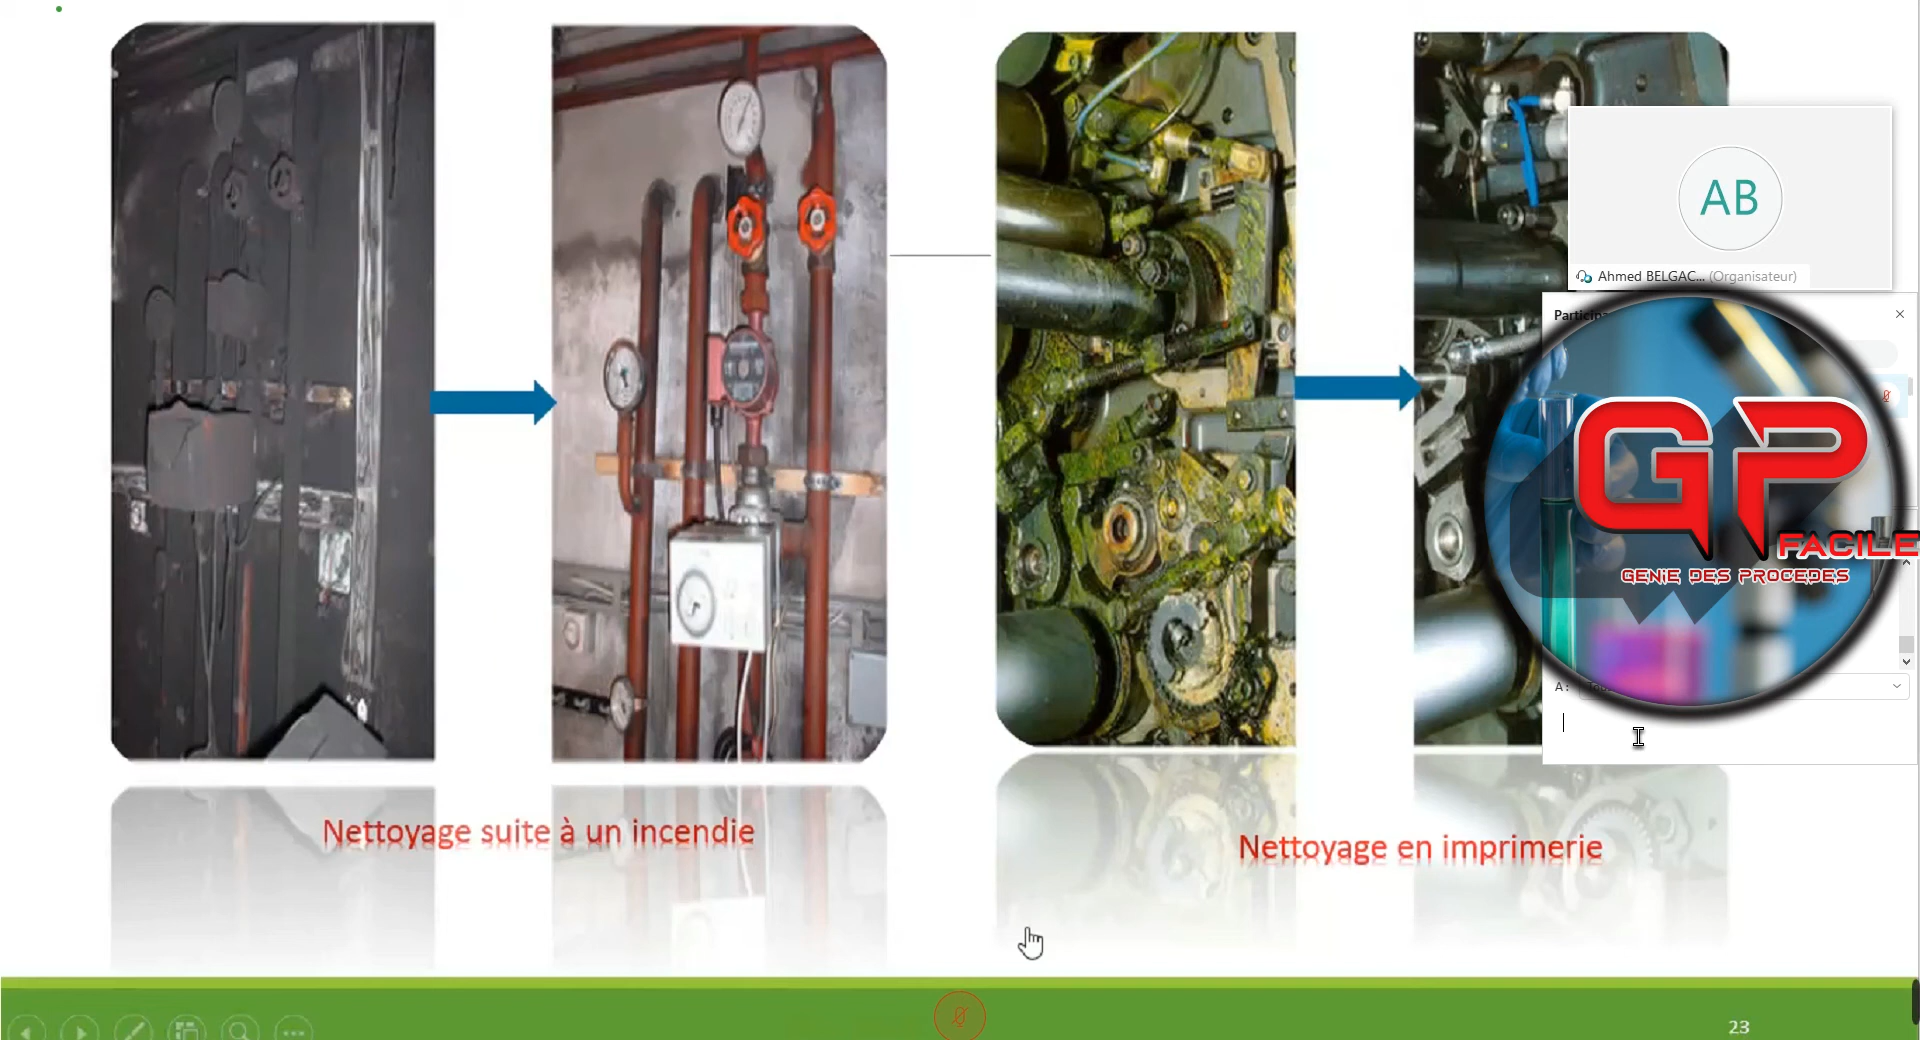 AB
Ahmed BELGAC... (Organisateur)
GP
FACILE
GENIE DES PROCEDES
A:
Nettoyage suite à un incendie
Nettoyage en imprimerie
23